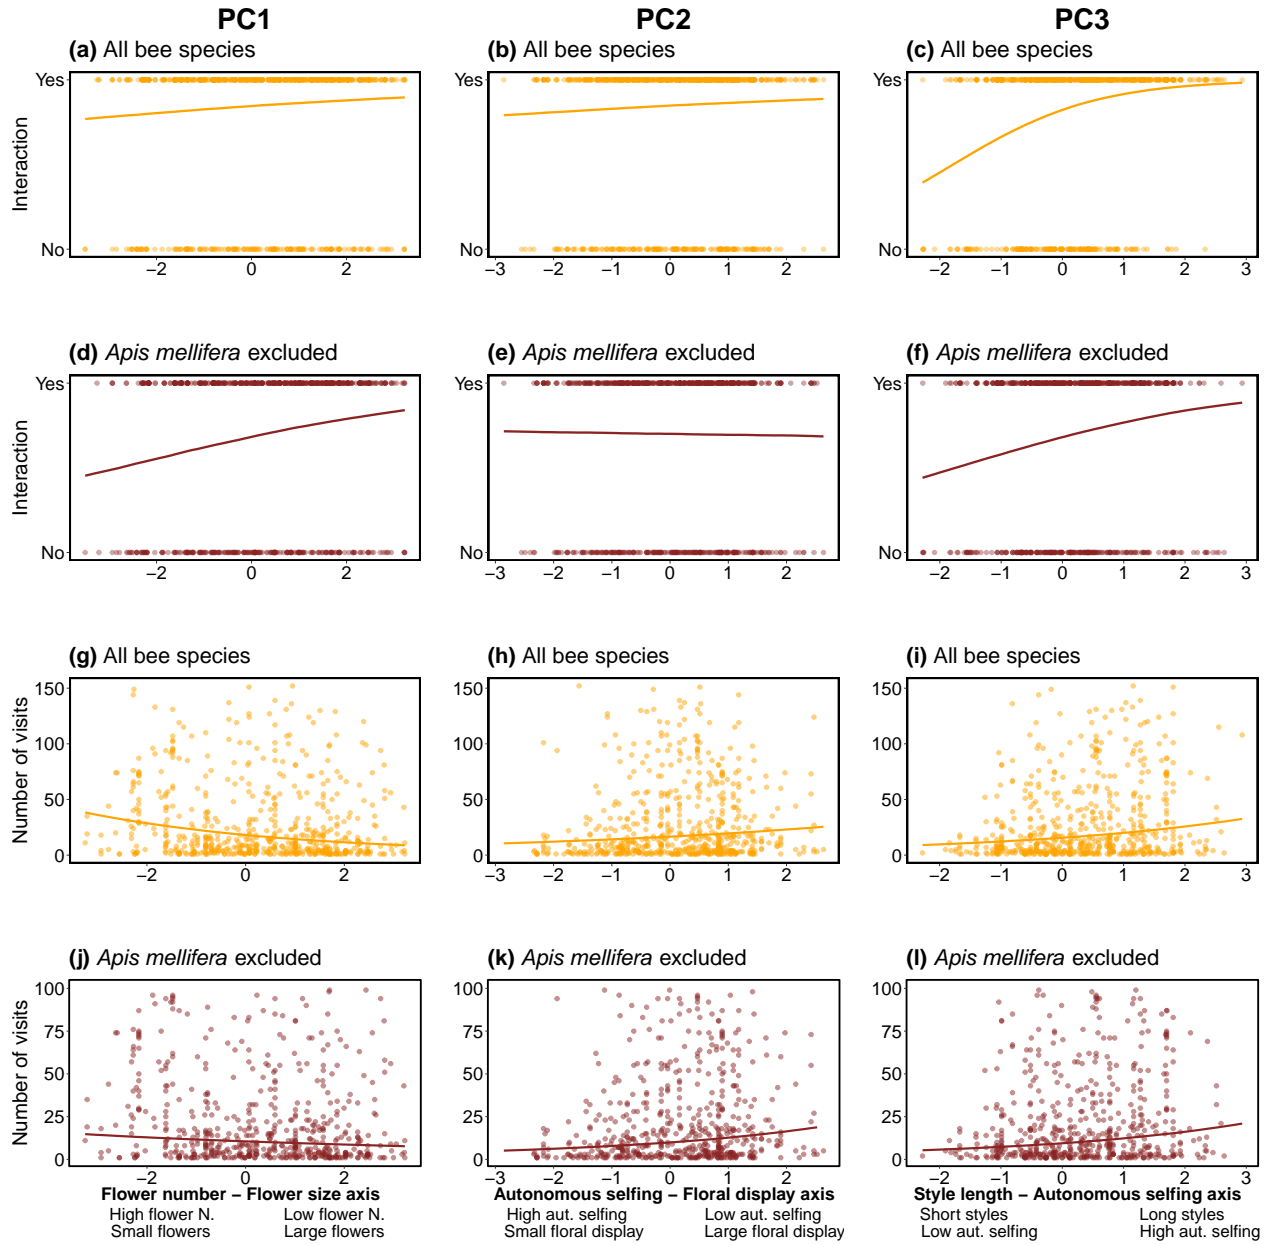 PC1 PC2 PC3
(a) All bee species (b) All bee species (c) All bee species
Yes Yes Yes
Interaction
No No No
−2 0 2 −3 −2 −1 0 1 2 −2 −1 0 1 2 3
(d) Apis mellifera excluded (e) Apis mellifera excluded (f) Apis mellifera excluded
Yes Yes Yes
Interaction
No No No
−2 0 2 −3 −2 −1 0 1 2 −2 −1 0 1 2 3
(g) All bee species (h) All bee species (i) All bee species
150 150 150
100 100 100
Number of visits
50 50 50
0 0 0
−2 0 2 −3 −2 −1 0 1 2 −2 −1 0 1 2 3
(j) Apis mellifera excluded (k) Apis mellifera excluded (l) Apis mellifera excluded
100 100 100
75 75 75
Number of visits
50 50 50
25 25 25
0 0 0
−2 0 2 −3 −2 −1 0 1 2 −2 −1 0 1 2 3
Flower number − Flower size axis Autonomous selfing − Floral display axis Style length − Autonomous selfing axis
High flower N. Low flower N. High aut. selfing Low aut. selfing Short styles Long styles
Small flowers Large flowers Small floral display Large floral display Low aut. selfing High aut. selfing